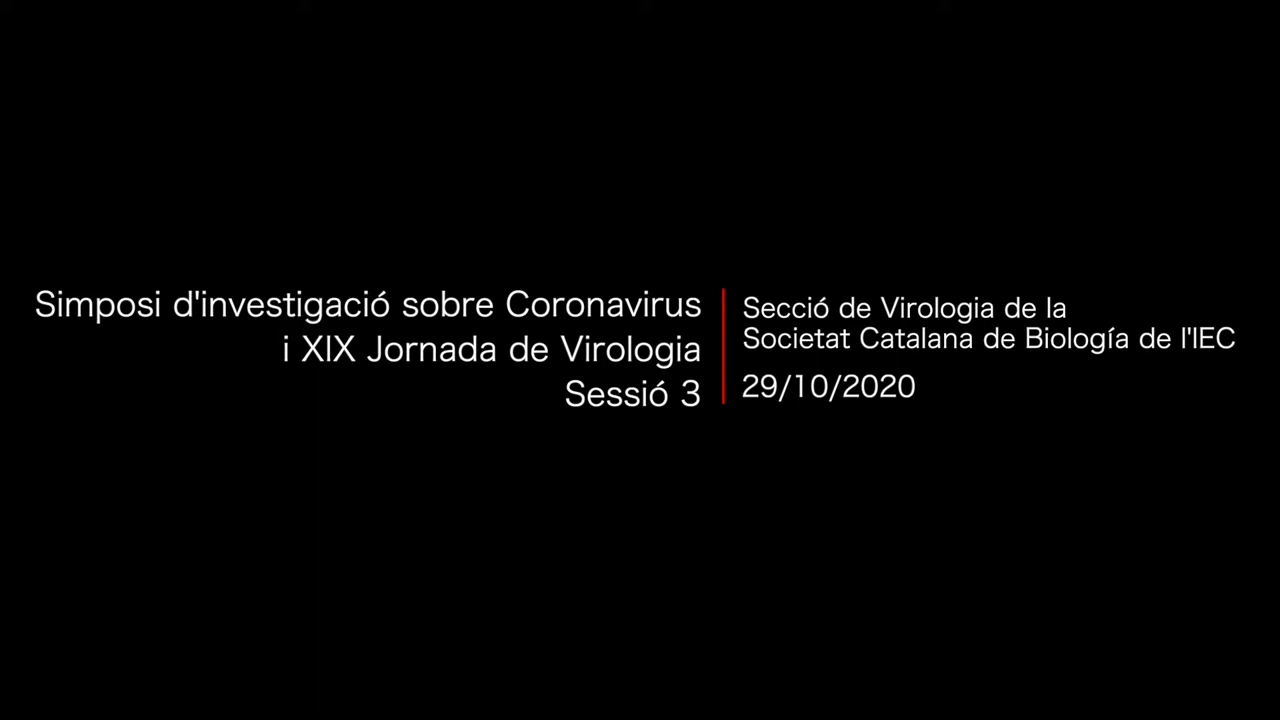 Simposi d'investigació sobre Coronavirus
i XIX Jornada de Virologia
Sessió 3
Secció de Virologia de la
Societat Catalana de Biología de l'IEC
29/10/2020